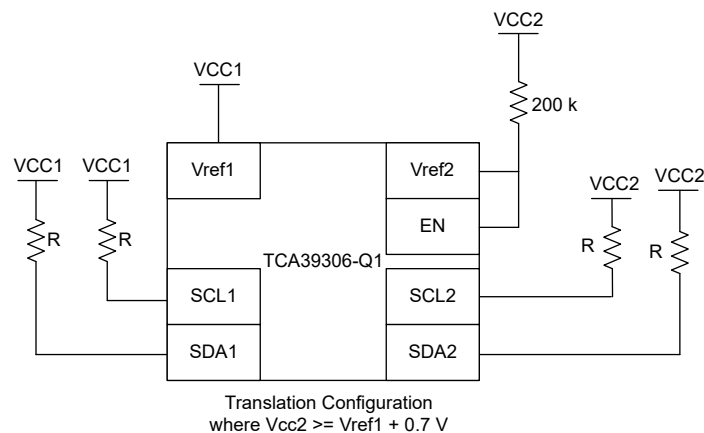 VCC2
VCC1
200 k
VCC1 VCC1
Vref1
Vref2
VCC2
VCC2
EN
R
R
R
R
TCA39306-Q1
SCL1
SCL2
SDA1
SDA2
Translation Configuration
where Vcc2 >= Vref1 + 0.7 V